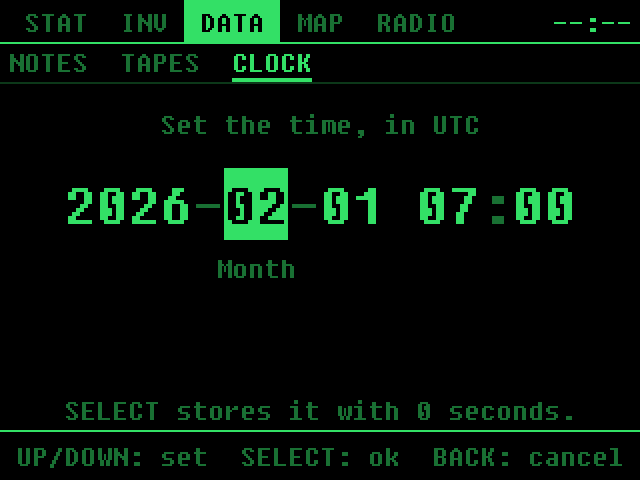 STAT INV DATA MAP RADIO --:--
NOTES TAPES CLOCK
Set the time, in UTC
2026-02-01 07:00
Month
SELECT stores it with 0 seconds.
UP/DOWN: set SELECT: ok BACK: cancel